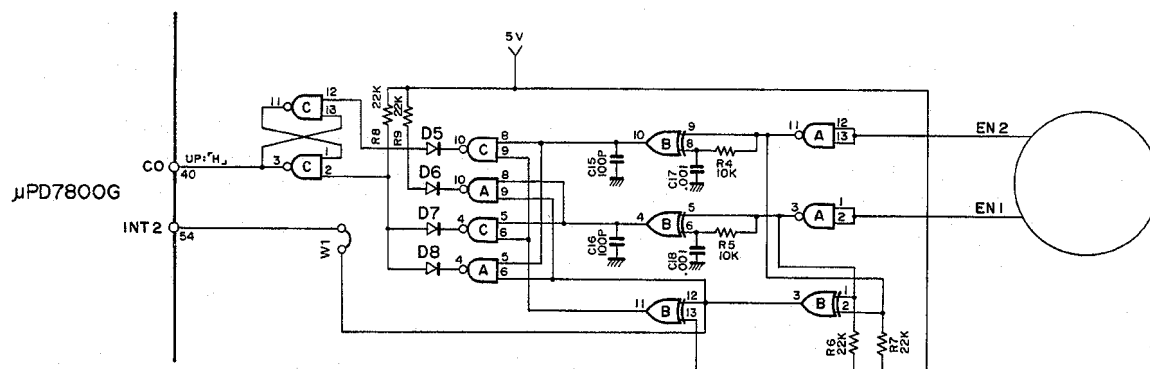 5V
11
C
12
13
22K
22K
R8
R9
D5
10
C
8
9
10
B
9
8
C15
100P
C17
.001
R4
10K
11
A
12
13
EN2
CO
UP:「H」
40
3
C
1
2
D6
10
A
8
9
μPD7800G
INT2
54
W1
D7
4
C
5
6
4
B
5
6
C16
100P
C18
.001
R5
10K
3
A
1
2
EN1
D8
4
A
5
6
11
B
12
13
3
B
1
2
R6
22K
R7
22K